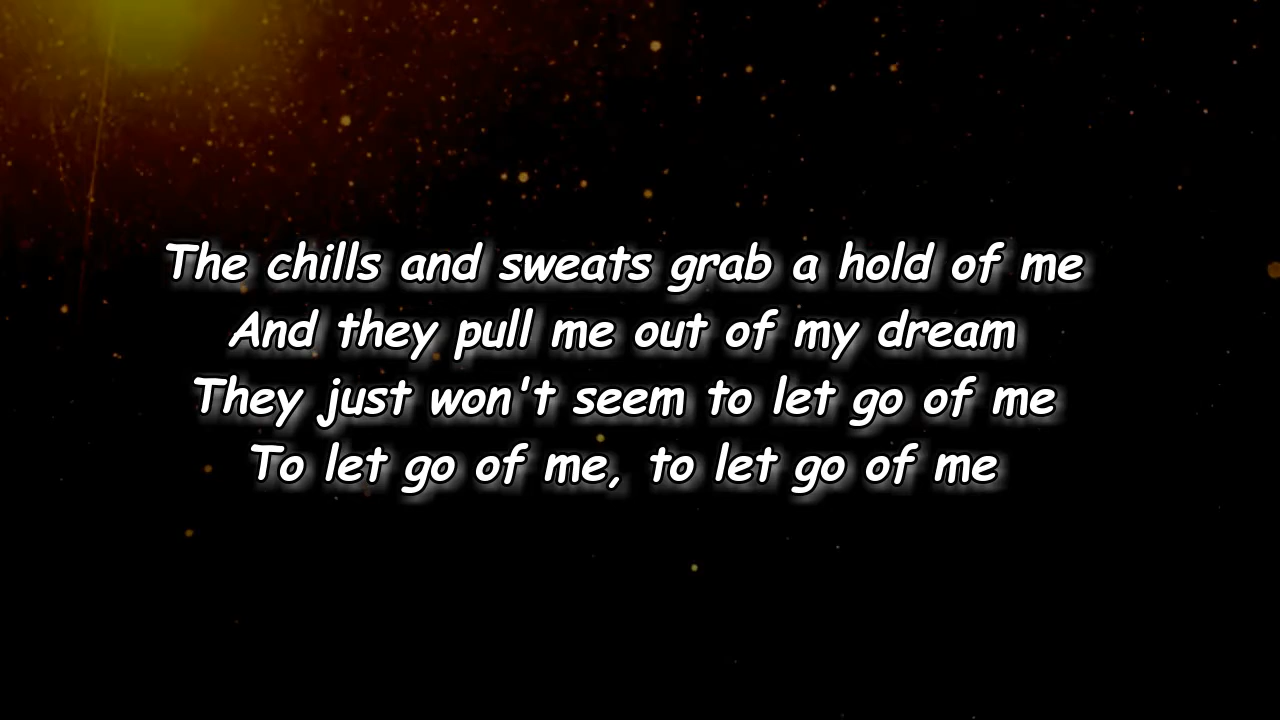 The chills and sweats grab a hold of me
And they pull me out of my dream
They just won't seem to let go of me
To let go of me, to let go of me